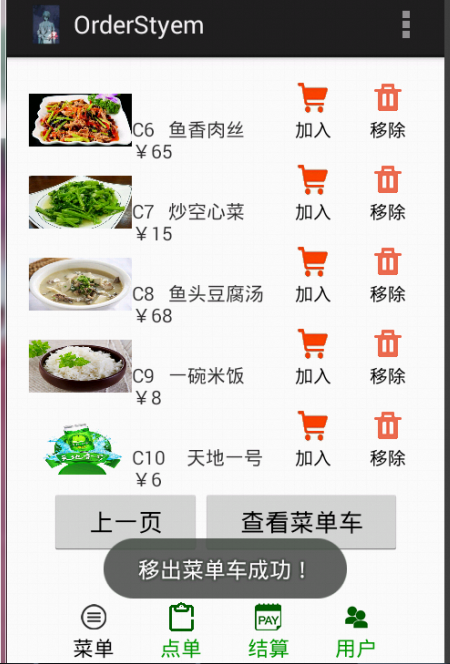 OrderStyem
C6 鱼香肉丝
￥65
加入 移除
C7 炒空心菜
￥15
加入 移除
C8 鱼头豆腐汤
￥68
加入 移除
C9 一碗米饭
￥8
加入 移除
C10 天地一号
￥6
加入 移除
上一页 查看菜单车
移出菜单车成功！
PAY
菜单 点单 结算 用户